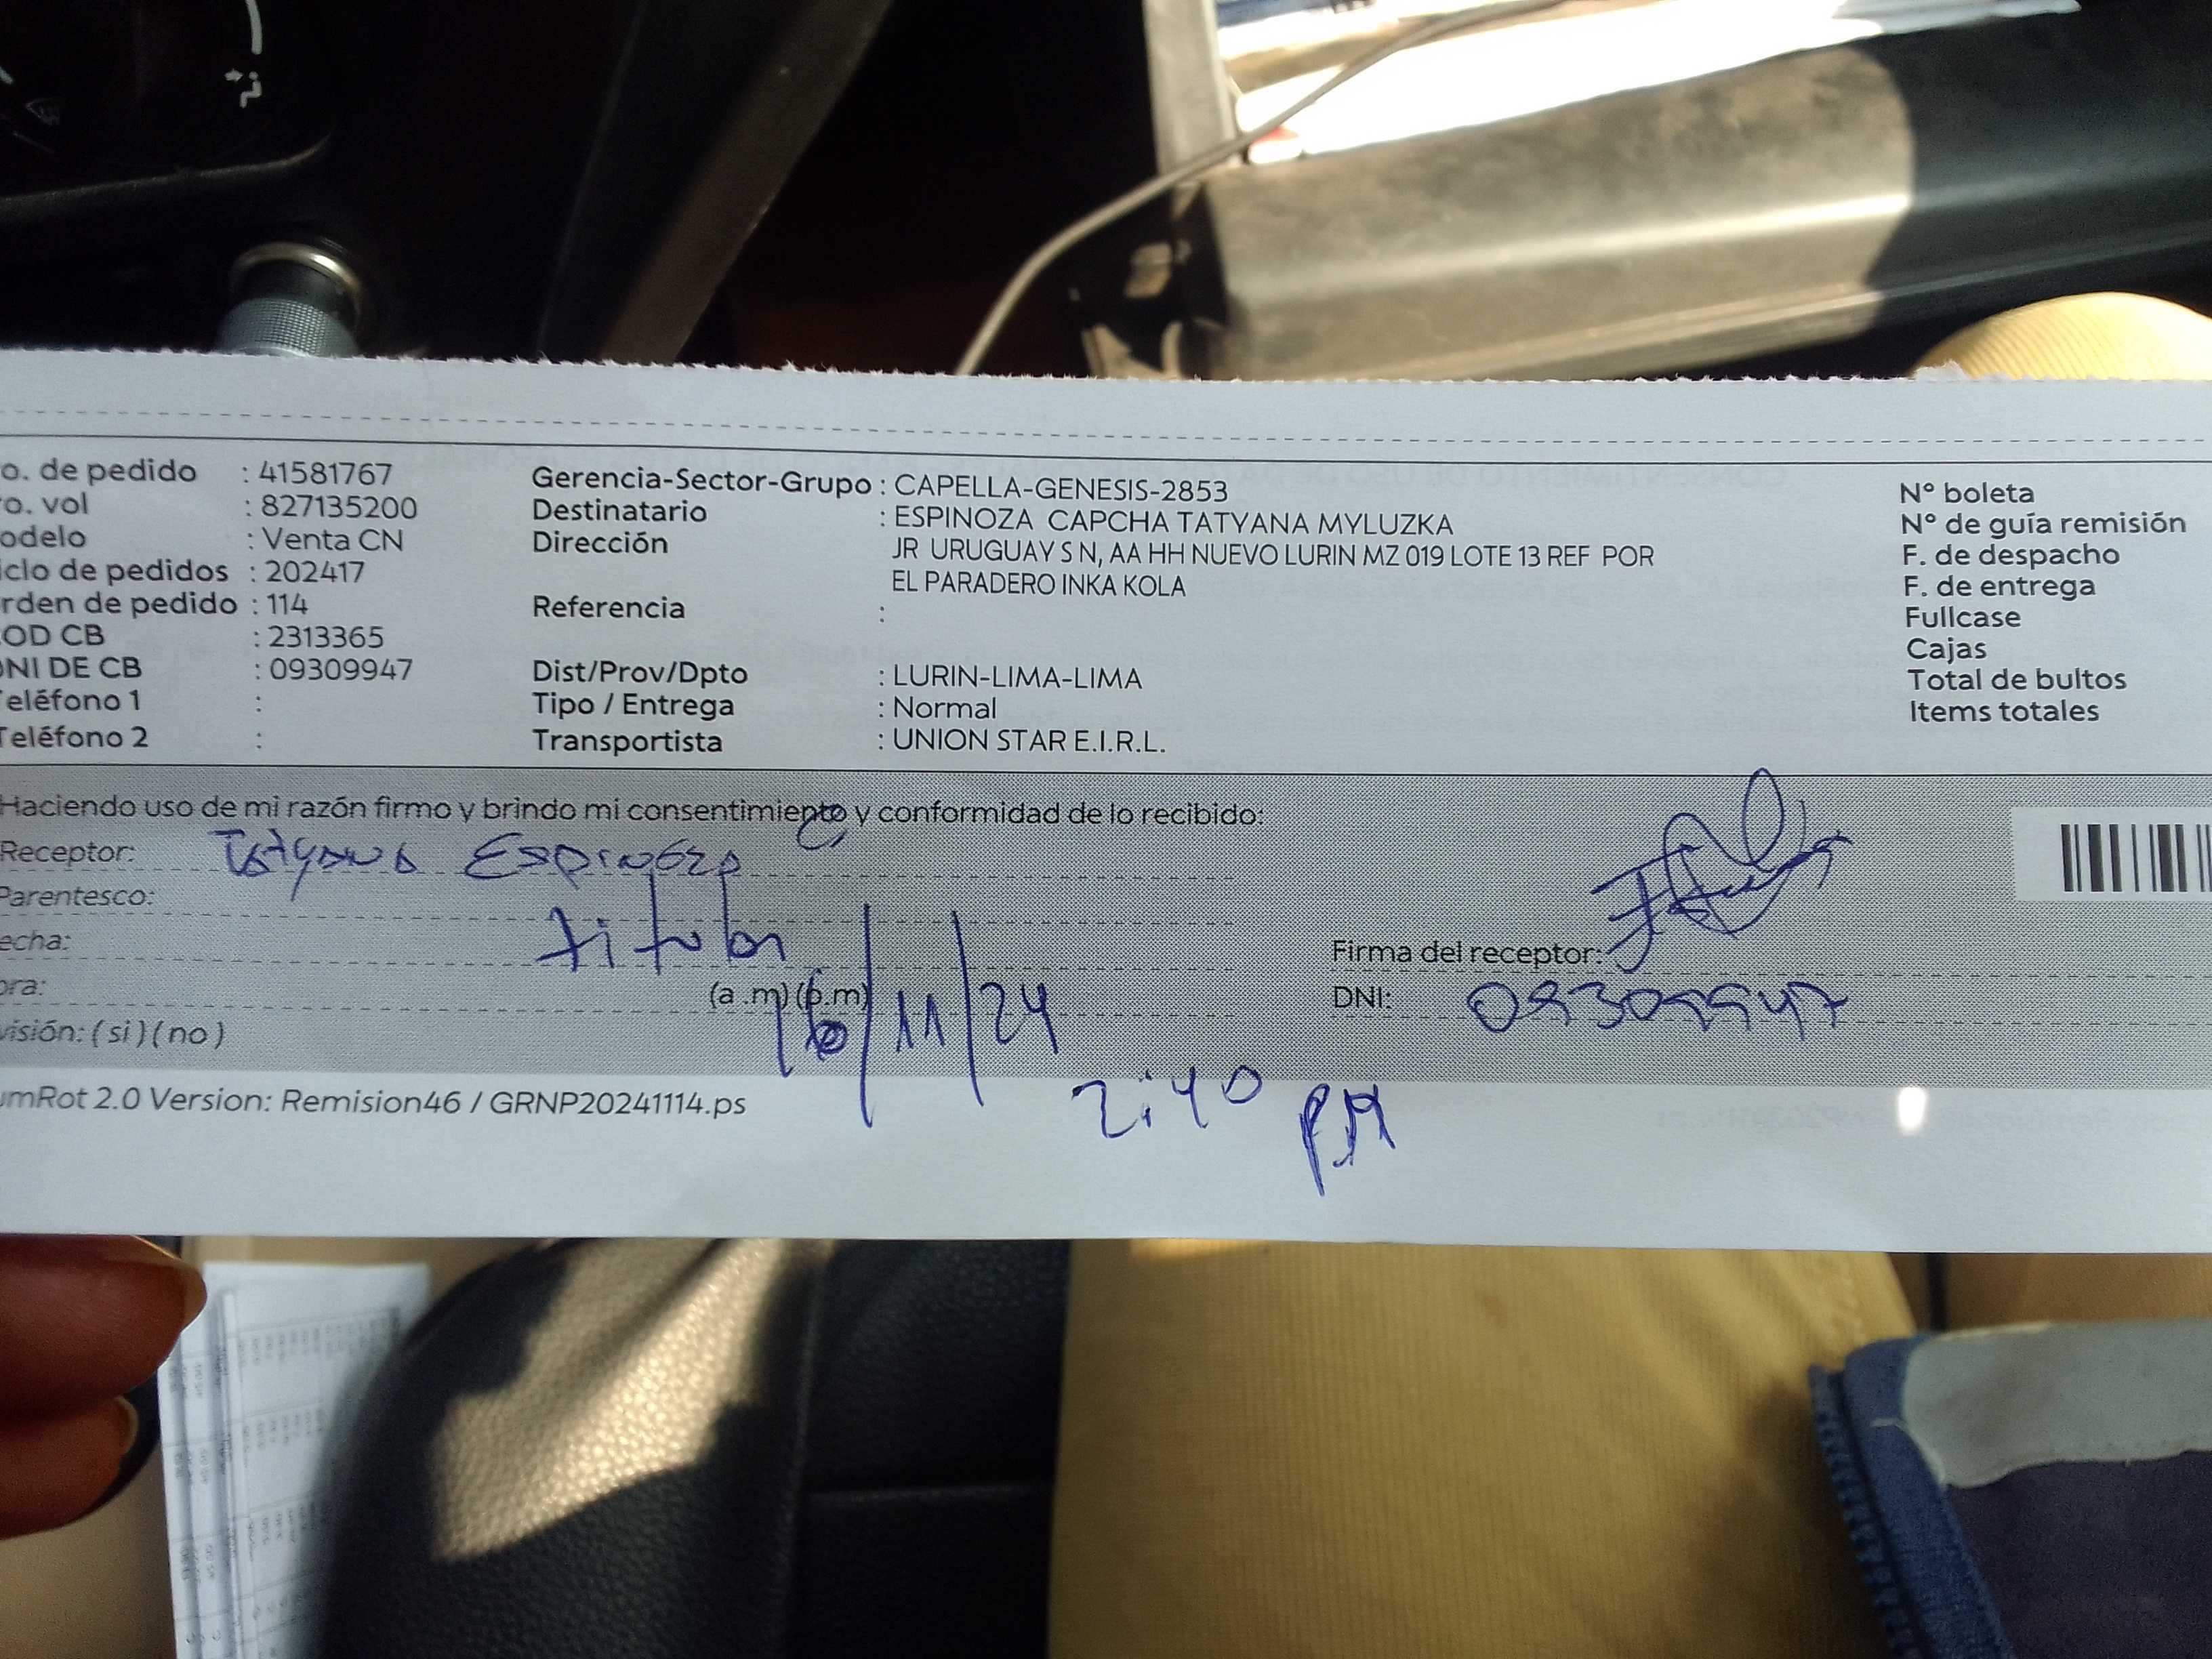 o. de pedido : 41581767
ro. vol : 827135200
odelo : Venta CN
iclo de pedidos : 202417
rden de pedido : 114
OD CB : 2313365
NI DE CB : 09309947
eléfono 1 :
Teléfono 2 :
Gerencia-Sector-Grupo : CAPELLA-GENESIS-2853
Destinatario : ESPINOZA CAPCHA TATYANA MYLUZKA
Dirección JR URUGUAY S N, AA HH NUEVO LURIN MZ 019 LOTE 13 REF POR
EL PARADERO INKA KOLA
Referencia :
Dist/Prov/Dpto : LURIN-LIMA-LIMA
Tipo / Entrega : Normal
Transportista : UNION STAR E.I.R.L.
N° boleta
N° de guía remisión
F. de despacho
F. de entrega
Fullcase
Cajas
Total de bultos
Items totales
Haciendo uso de mi razón firmo y brindo mi consentimiento y conformidad de lo recibido:
Receptor: Tatyana Espinoza C
Parentesco:
echa: titular
ora: (a .m) (p.m)
16/11/24
visión: ( si ) ( no )
2:40 PM
Firma del receptor:
DNI: 09309947
umRot 2.0 Version: Remision46 / GRNP20241114.ps